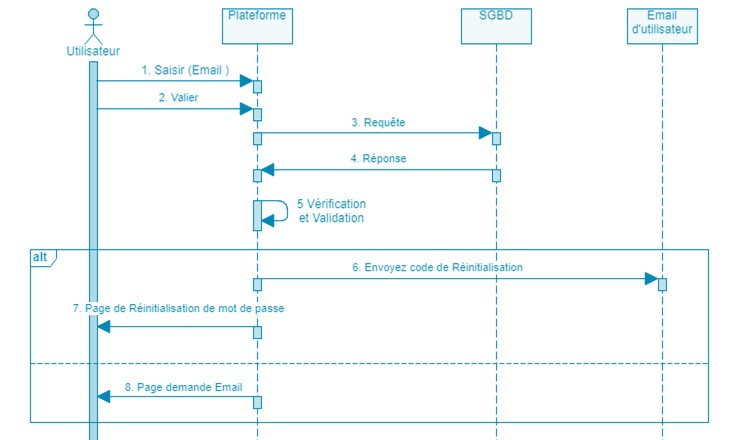 Utilisateur
Plateforme
SGBD
Email
d'utilisateur
1. Saisir (Email )
2. Valier
3. Requête
4. Réponse
5 Vèrification
et Validation
alt
6. Envoyez code de Réinitialisation
7. Page de Réinitialisation de mot de passe
8. Page demande Email